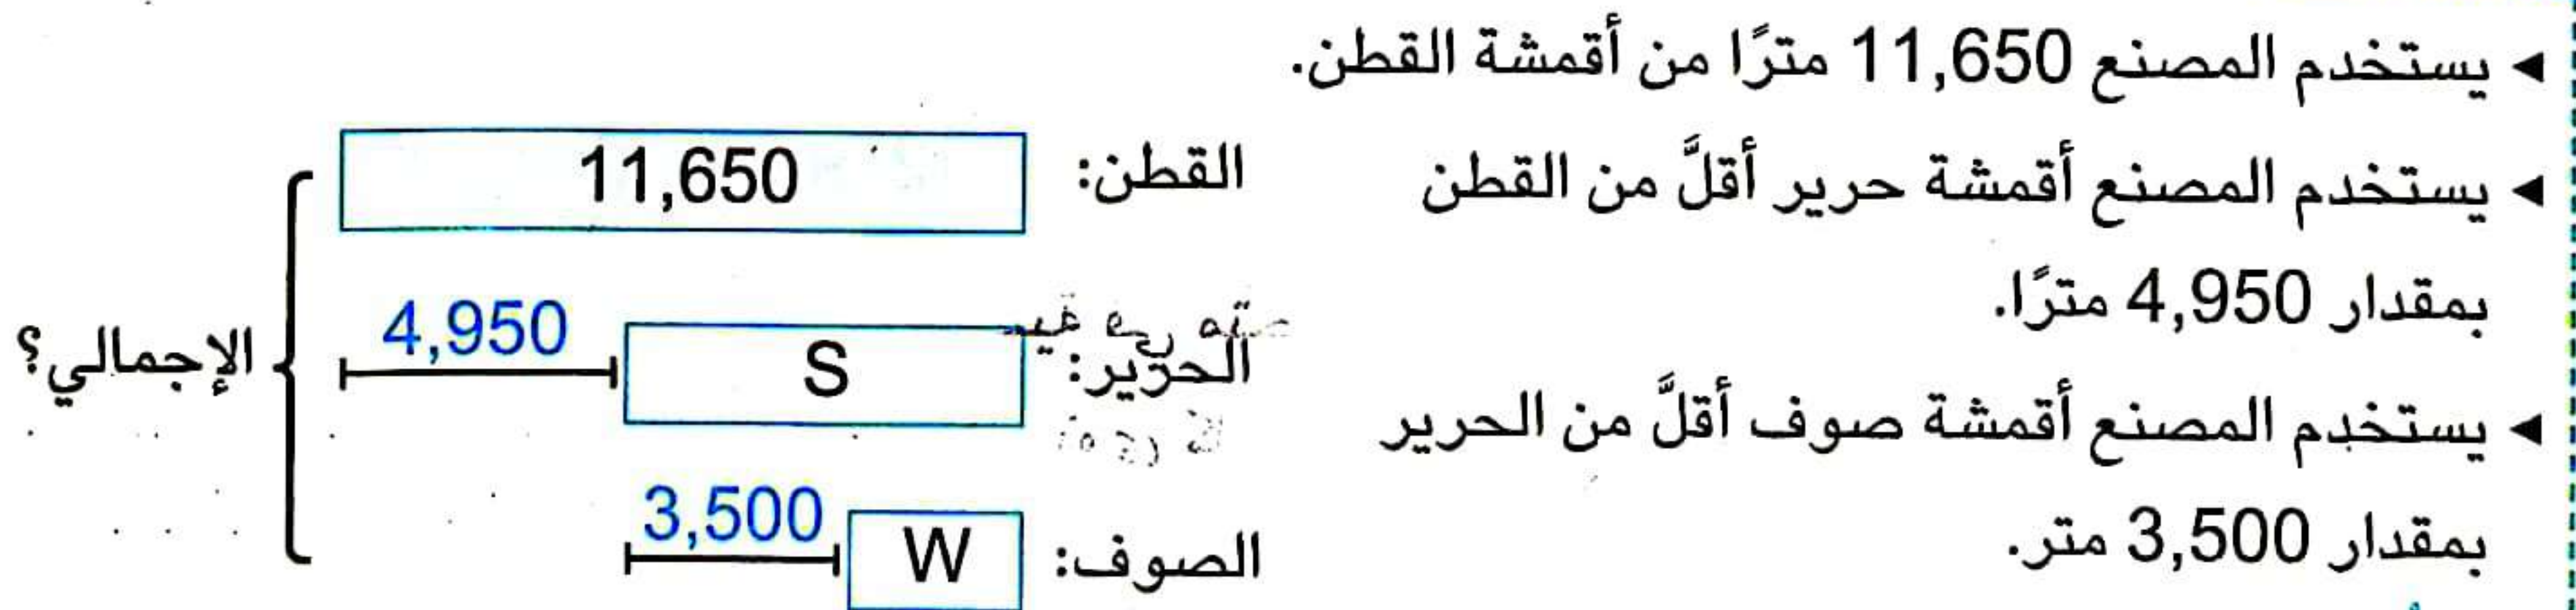 ◂ يستخدم المصنع 11,650 مترًا من أقمشة القطن.
◂ يستخدم المصنع أقمشة حرير أقلَّ من القطن
بمقدار 4,950 مترًا.
◂ يستخدم المصنع أقمشة صوف أقلَّ من الحرير
بمقدار 3,500 متر.
القطن: 11,650
الحرير: S 4,950
الصوف: W 3,500
الإجمالي؟